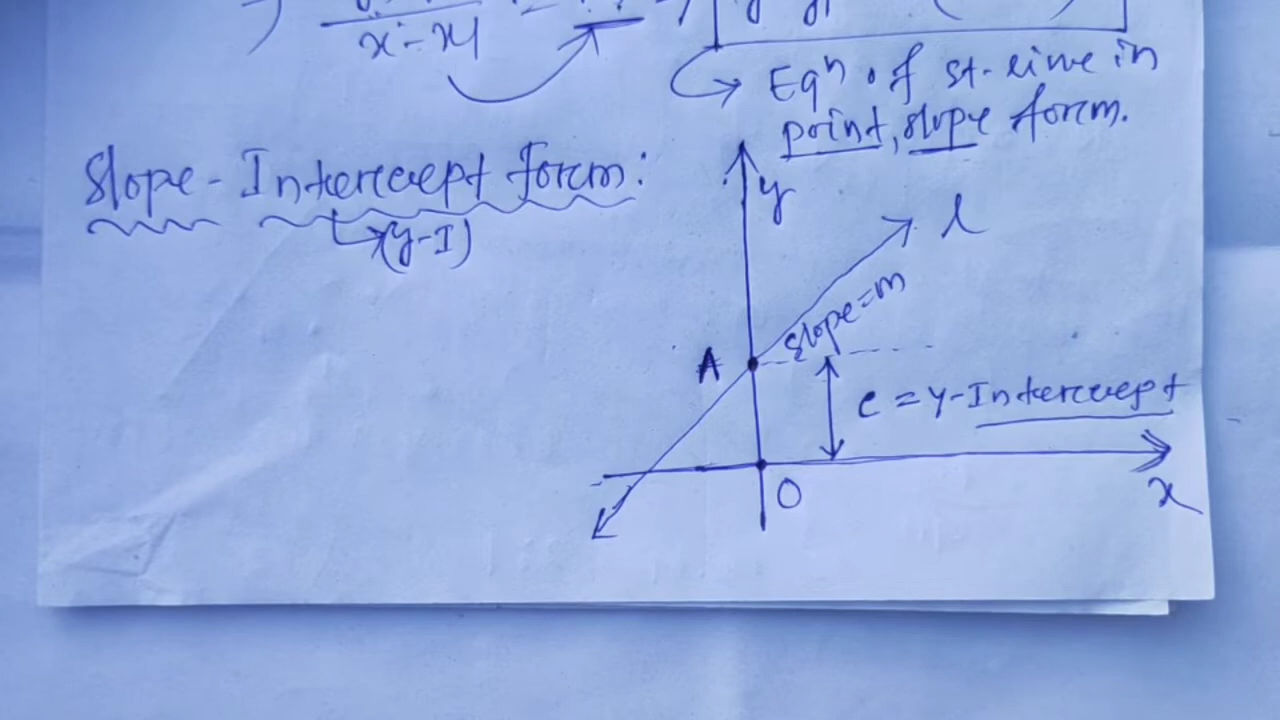 x - x1
Eqn of st. line in
point, slope form.
Slope - Intercept form:
(y-I)
y
l
slope=m
A
c = y-Intercept
O
x